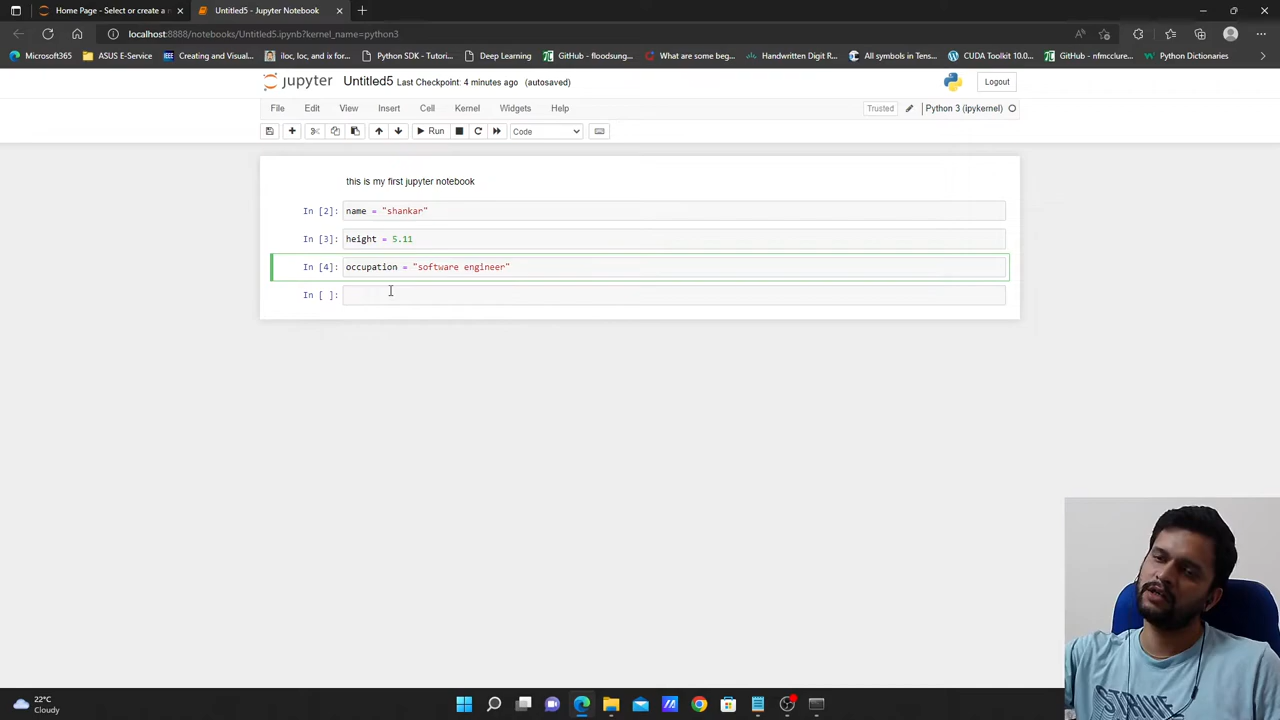 Home Page - Select or create a n
Untitled5 - Jupyter Notebook
localhost:8888/notebooks/Untitled5.ipynb?kernel_name=python3
Microsoft365
ASUS E-Service
Creating and Visual...
iloc, loc, and ix for...
Python SDK - Tutori...
Deep Learning
GitHub - floodsung...
What are some beg...
Handwritten Digit R...
All symbols in Tens...
CUDA Toolkit 10.0...
GitHub - nfmcclure...
Python Dictionaries
jupyter Untitled5 Last Checkpoint: 4 minutes ago (autosaved)
Logout
File Edit View Insert Cell Kernel Widgets Help
Trusted
Python 3 (ipykernel)
Run
Code
this is my first jupyter notebook
In [2]: name = "shankar"
In [3]: height = 5.11
In [4]: occupation = "software engineer"
In [ ]:
STRIVE
22°C
Cloudy